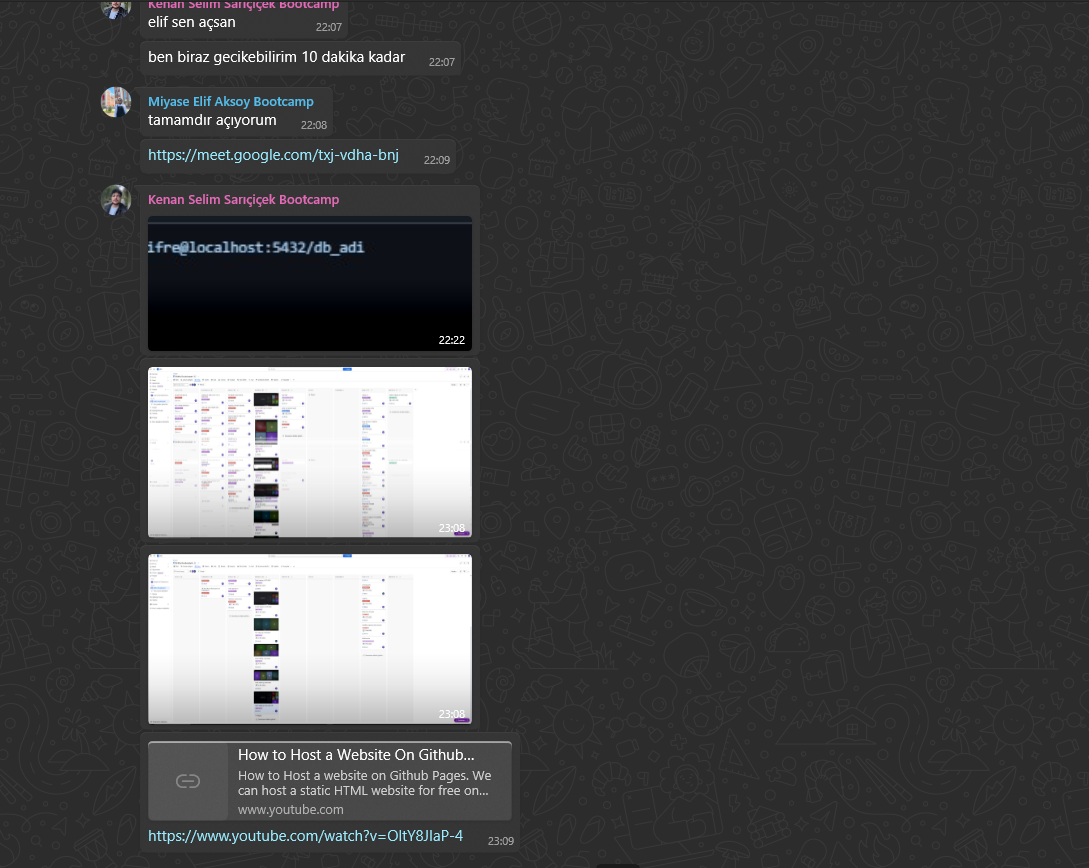 Kenan Selim Sarıçiçek Bootcamp
elif sen açsan
22:07
ben biraz gecikebilirim 10 dakika kadar
22:07
Miyase Elif Aksoy Bootcamp
tamamdır açıyorum
22:08
https://meet.google.com/txj-vdha-bnj
22:09
Kenan Selim Sarıçiçek Bootcamp
ifre@localhost:5432/db_adi
22:22
23:08
23:08
How to Host a Website On Github...
How to Host a website on Github Pages. We
can host a static HTML website for free on...
www.youtube.com
https://www.youtube.com/watch?v=OltY8JIaP-4
23:09